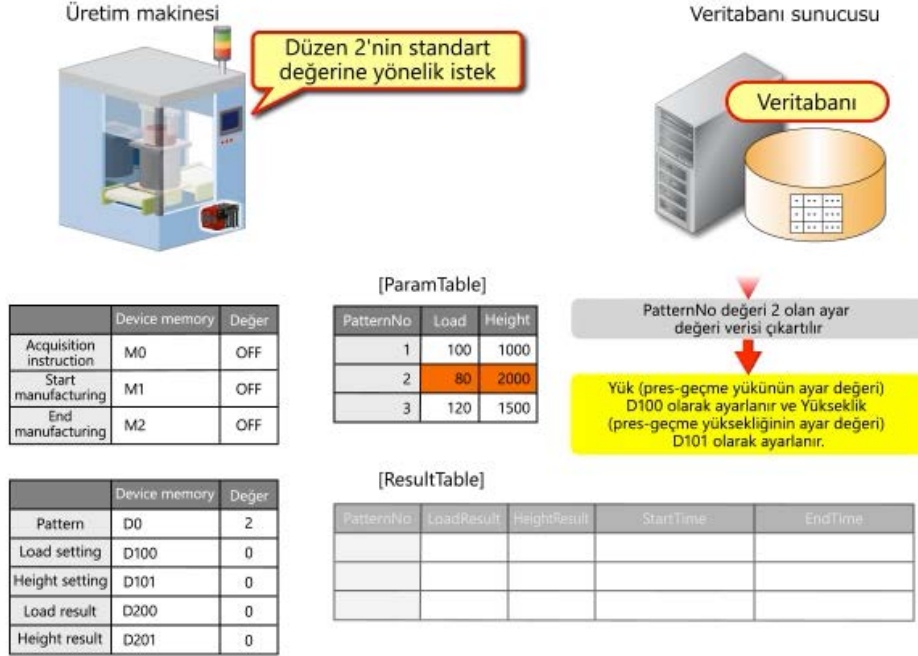 Üretim makinesi
Veritabanı sunucusu
Düzen 2'nin standart
değerine yönelik istek
Veritabanı
Device memory Değer
Acquisition
instruction
M0 OFF
Start
manufacturing
M1 OFF
End
manufacturing
M2 OFF
[ParamTable]
PatternNo Load Height
1 100 1000
2 80 2000
3 120 1500
PatternNo değeri 2 olan ayar
değeri verisi çıkartılır
Yük (pres-geçme yükünün ayar değeri)
D100 olarak ayarlanır ve Yükseklik
(pres-geçme yüksekliğinin ayar değeri)
D101 olarak ayarlanır.
Device memory Değer
Pattern D0 2
Load setting D100 0
Height setting D101 0
Load result D200 0
Height result D201 0
[ResultTable]
PatternNo LoadResult HeightResult StartTime EndTime